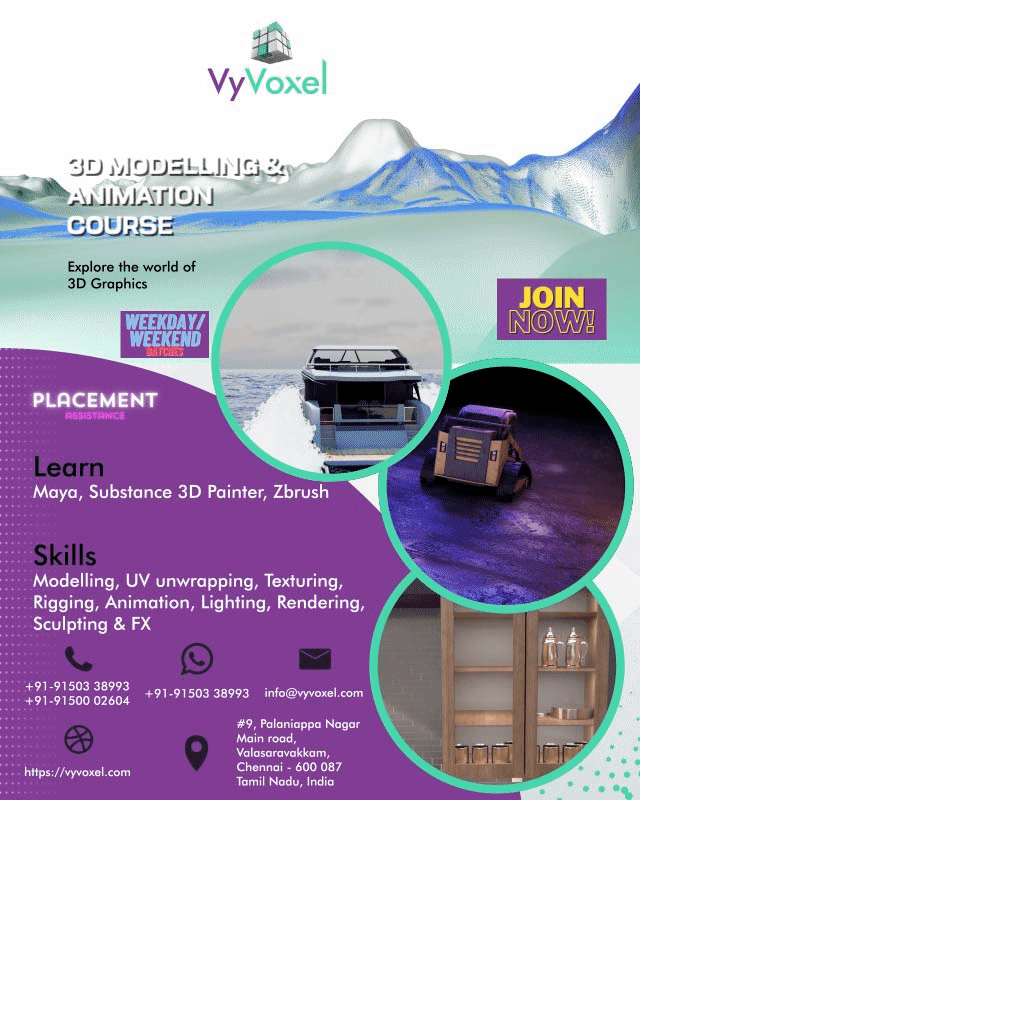 VyVoxel
3D MODELLING &
ANIMATION
COURSE
Explore the world of
3D Graphics
JOIN
NOW!
WEEKDAY/
WEEKEND
BATCHES
PLACEMENT
ASSISTANCE
Learn
Maya, Substance 3D Painter, Zbrush
Skills
Modelling, UV unwrapping, Texturing,
Rigging, Animation, Lighting, Rendering,
Sculpting & FX
+91-91503 38993
+91-91500 02604
+91-91503 38993
info@vyvoxel.com
https://vyvoxel.com
#9, Palaniappa Nagar
Main road,
Valasaravakkam,
Chennai - 600 087
Tamil Nadu, India